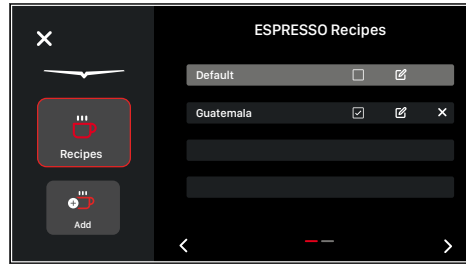 ESPRESSO Recipes
Default
Guatemala
Recipes
Add